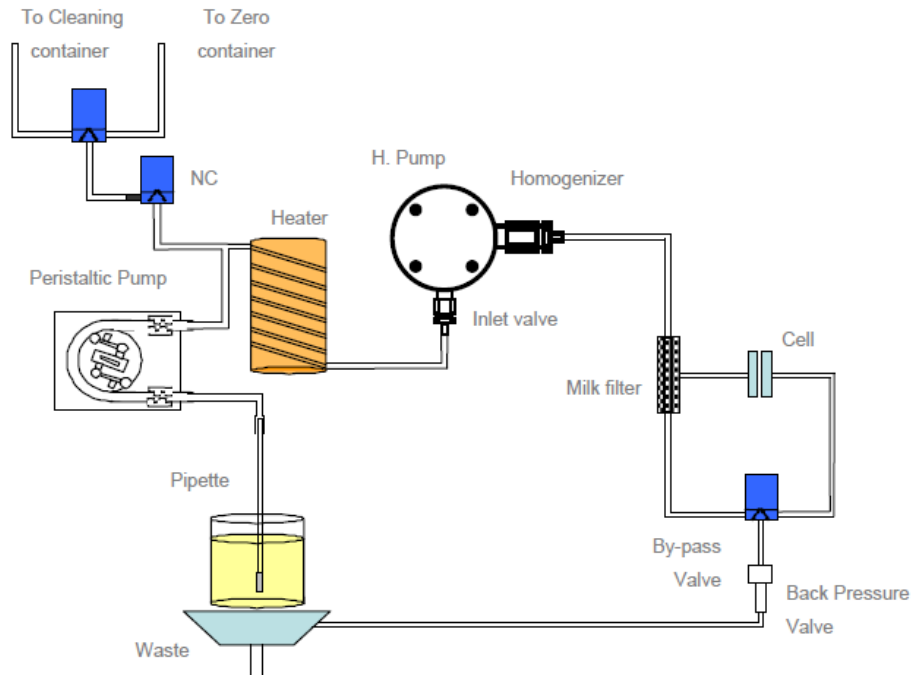 To Cleaning
container
To Zero
container
NC
H. Pump
Homogenizer
Heater
Peristaltic Pump
Inlet valve
Cell
Milk filter
Pipette
By-pass
Valve
Back Pressure
Valve
Waste